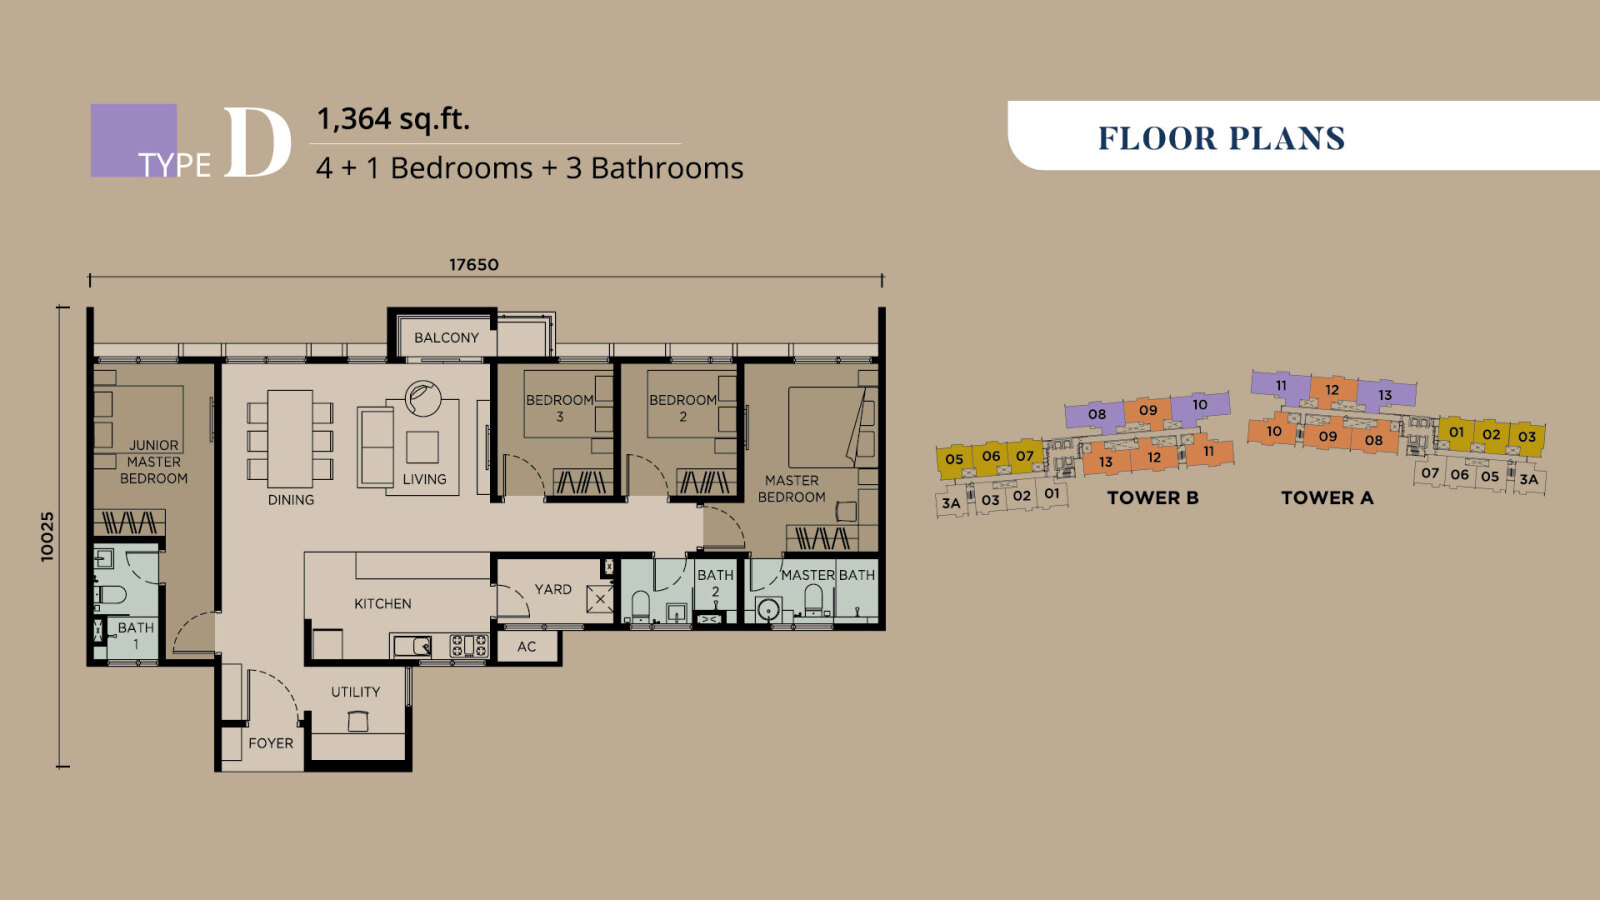 TYPE D
1,364 sq.ft.
4 + 1 Bedrooms + 3 Bathrooms
FLOOR PLANS
17650
10025
BALCONY
JUNIOR
MASTER
BEDROOM
DINING
LIVING
BEDROOM
3
BEDROOM
2
MASTER
BEDROOM
BATH
1
KITCHEN
YARD
AC
BATH
2
MASTER BATH
UTILITY
FOYER
08 09 10
05 06 07
13 12 11
3A 03 02 01
TOWER B
11 12 13
10 09 08
01 02 03
07 06 05 3A
TOWER A